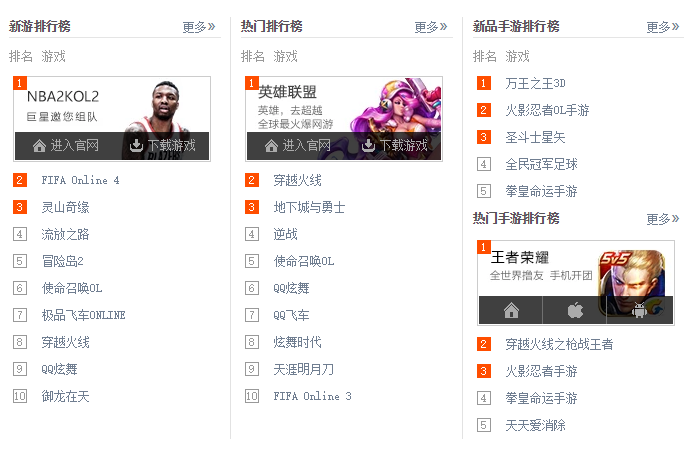 新游排行榜 更多»
排名 游戏
1
NBA2KOL2
巨星邀您组队
进入官网 下载游戏
2 FIFA Online 4
3 灵山奇缘
4 流放之路
5 冒险岛2
6 使命召唤OL
7 极品飞车ONLINE
8 穿越火线
9 QQ炫舞
10 御龙在天
热门排行榜 更多»
排名 游戏
1
英雄联盟
英雄，去超越
全球最火爆网游
进入官网 下载游戏
2 穿越火线
3 地下城与勇士
4 逆战
5 使命召唤OL
6 QQ炫舞
7 QQ飞车
8 炫舞时代
9 天涯明月刀
10 FIFA Online 3
新品手游排行榜 更多»
排名 游戏
1 万王之王3D
2 火影忍者OL手游
3 圣斗士星矢
4 全民冠军足球
5 拳皇命运手游
热门手游排行榜 更多»
1
王者荣耀
全世界撸友 手机开团
5v5
2 穿越火线之枪战王者
3 火影忍者手游
4 拳皇命运手游
5 天天爱消除